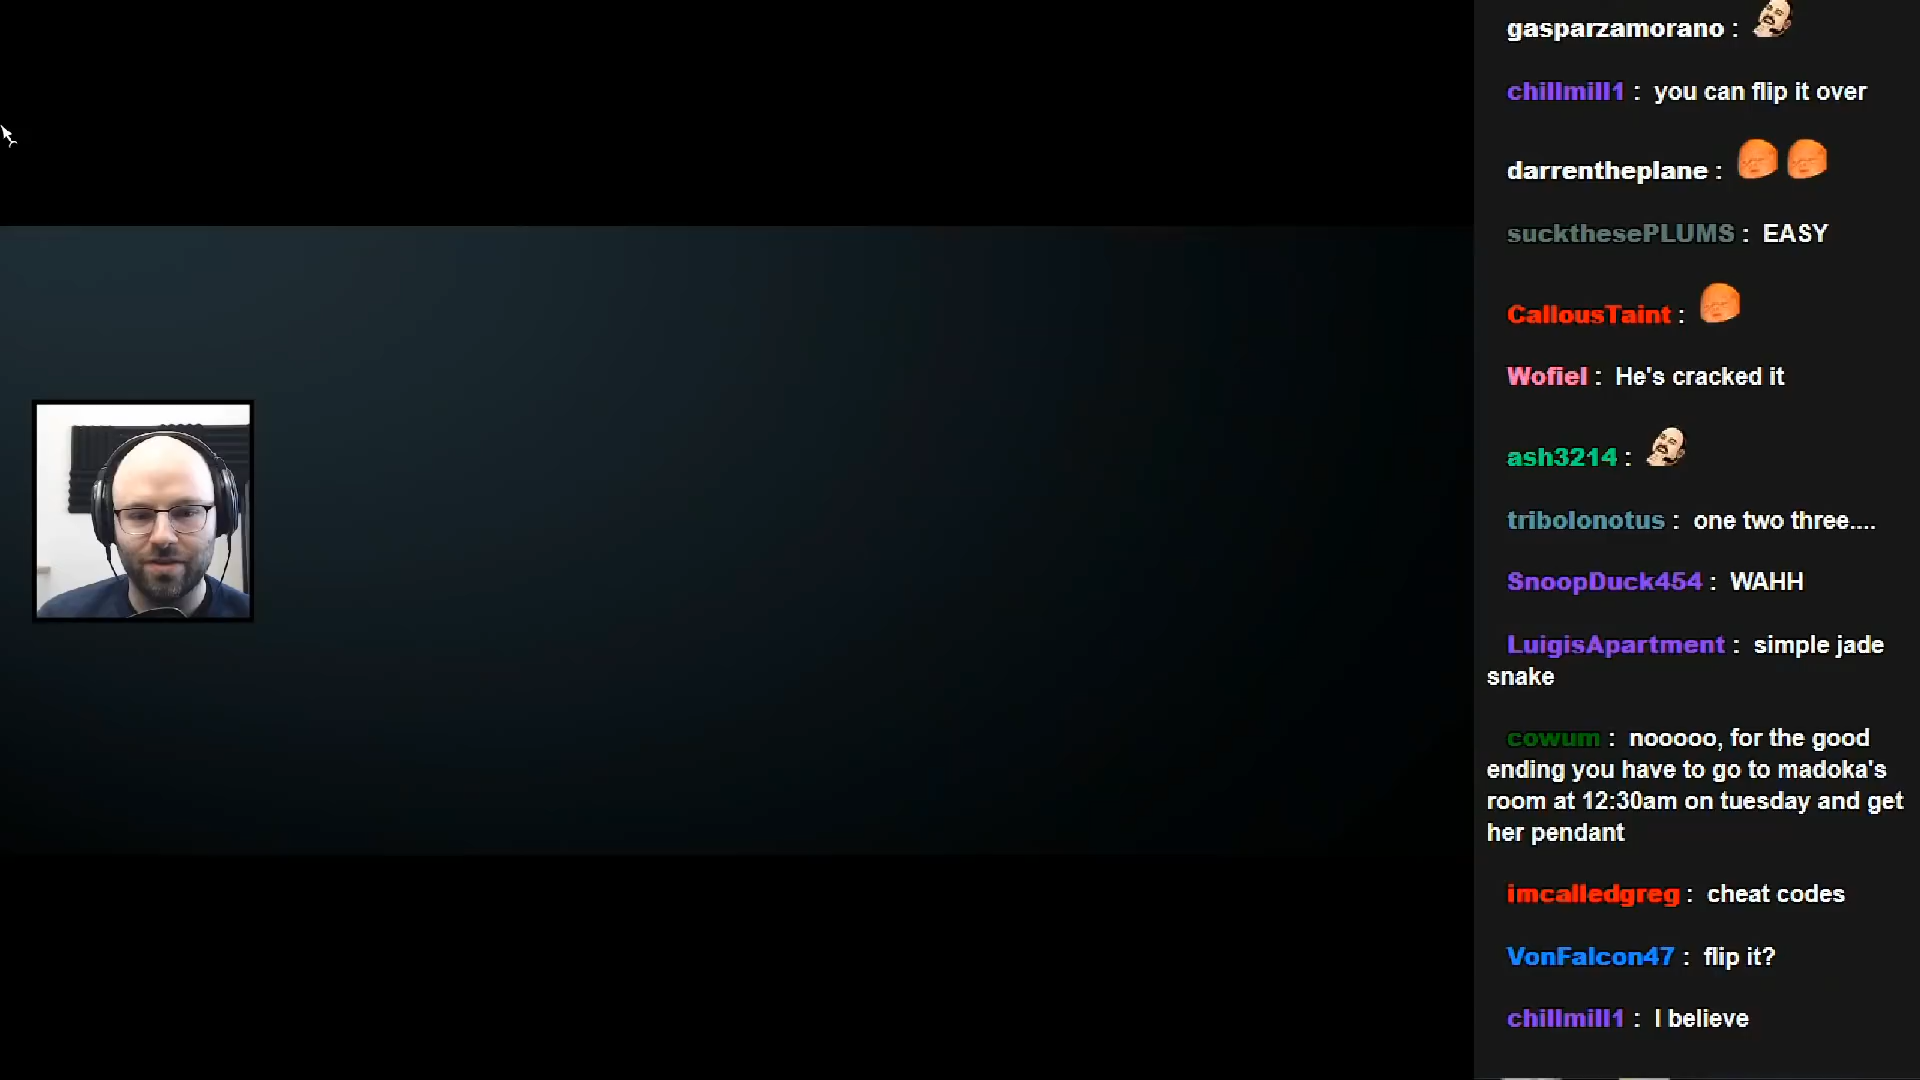 gasparzamorano :
chillmill1 : you can flip it over
darrentheplane :
suckthesePLUMS : EASY
CallousTaint :
Wofiel : He's cracked it
ash3214 :
tribolonotus : one two three....
SnoopDuck454 : WAHH
LuigisApartment : simple jade
snake
cowum : nooooo, for the good
ending you have to go to madoka's
room at 12:30am on tuesday and get
her pendant
imcalledgreg : cheat codes
VonFalcon47 : flip it?
chillmill1 : I believe